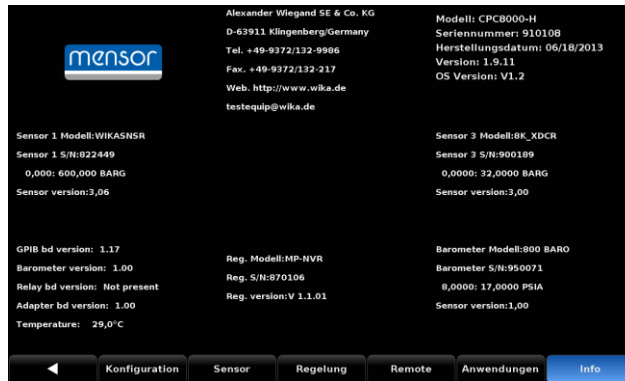 mensor
Alexander Wiegand SE & Co. KG
D-63911 Klingenberg/Germany
Tel. +49-9372/132-9986
Fax. +49-9372/132-217
Web. http://www.wika.de
testequip@wika.de
Modell: CPC8000-H
Seriennummer: 910108
Herstellungsdatum: 06/18/2013
Version: 1.9.11
OS Version: V1.2
Sensor 1 Modell:WIKASNSR
Sensor 1 S/N:822449
0,000: 600,000 BARG
Sensor version:3,06
Sensor 3 Modell:8K_XDCR
Sensor 3 S/N:900189
0,0000: 32,0000 BARG
Sensor version:3,00
GPIB bd version: 1.17
Barometer version: 1.00
Relay bd version: Not present
Adapter bd version: 1.00
Temperature: 29,0°C
Reg. Modell:MP-NVR
Reg. S/N:870106
Reg. version:V 1.1.01
Barometer Modell:800 BARO
Barometer S/N:950071
8,0000: 17,0000 PSIA
Sensor version:1,00
Konfiguration Sensor Regelung Remote Anwendungen Info